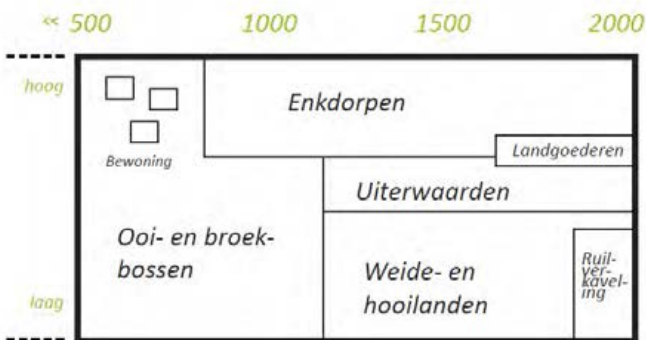 << 500 1000 1500 2000
hoog
Enkdorpen
Bewoning
Landgoederen
Uiterwaarden
Ooi- en broek-
bossen
Weide- en
hooilanden
Ruil-
ver-
kavel-
ing
laag